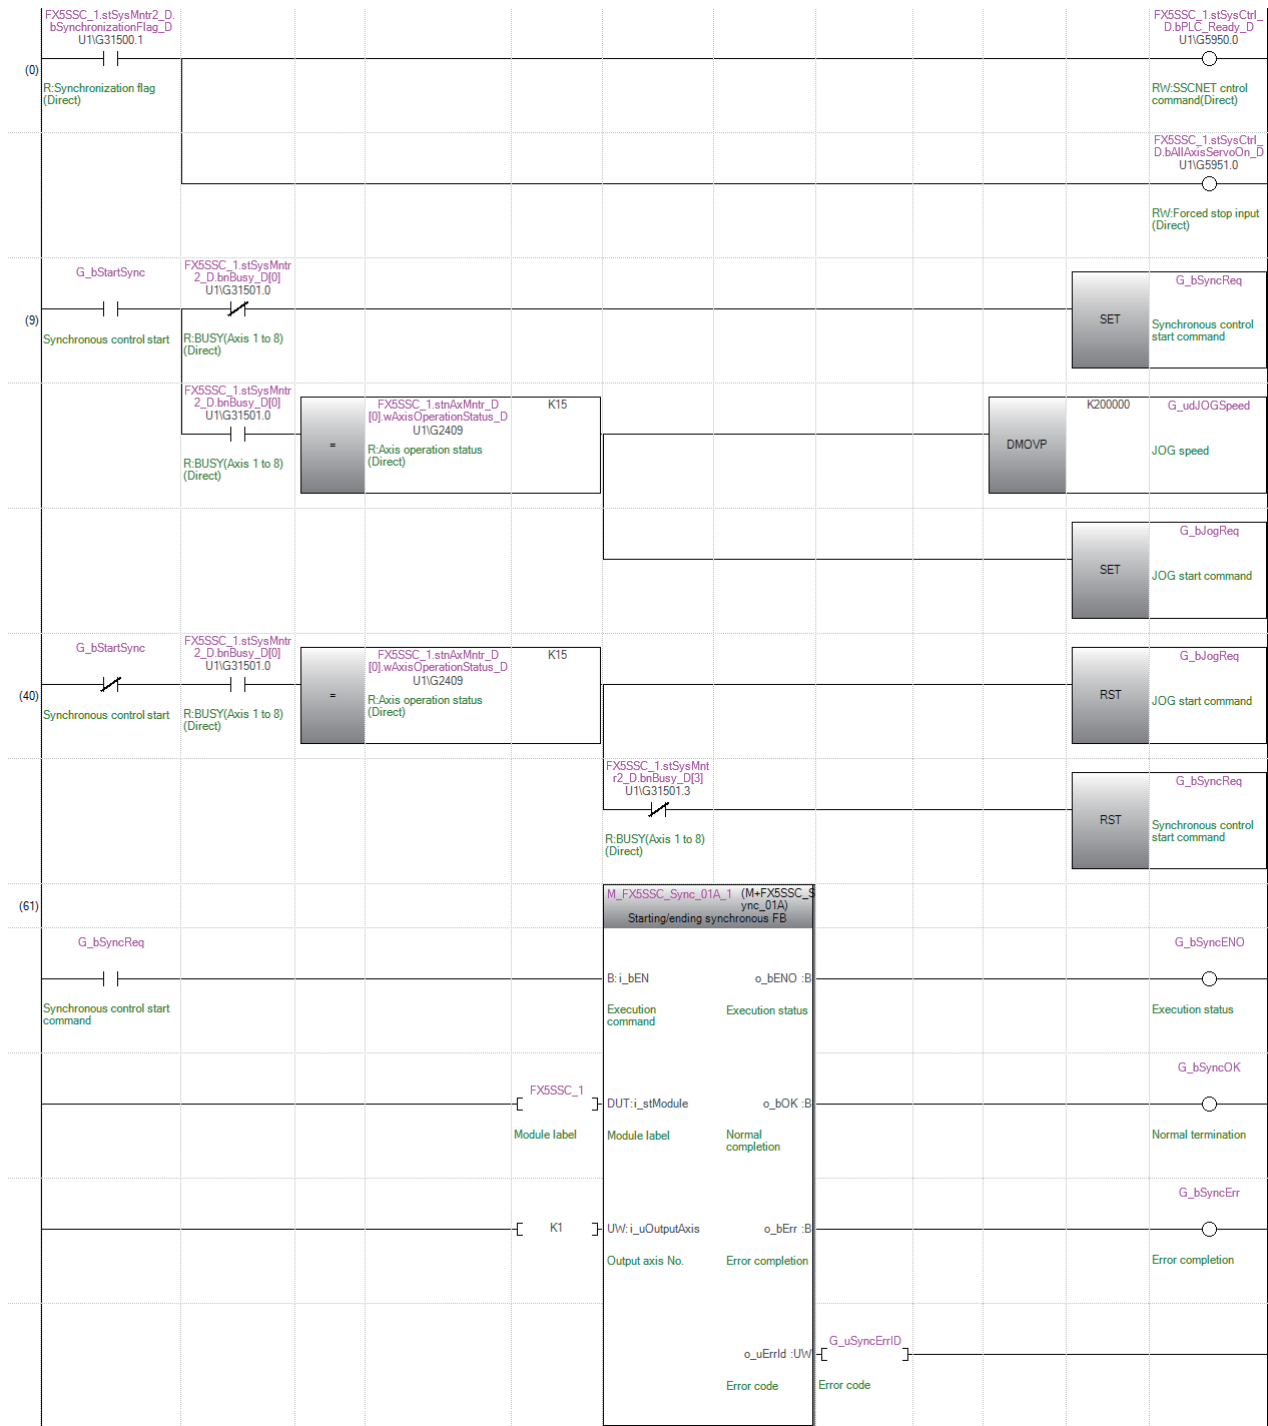 FX5SSC_1.stSysMntr2_D.
bSynchronizationFlag_D
U1\G31500.1
FX5SSC_1.stSysCtrl_
D.bPLC_Ready_D
U1\G5950.0
(0)
R:Synchronization flag
(Direct)
RW:SSCNET cntrol
command(Direct)
FX5SSC_1.stSysCtrl_
D.bAllAxisServoOn_D
U1\G5951.0
RW:Forced stop input
(Direct)
G_bStartSync
FX5SSC_1.stSysMntr
2_D.bnBusy_D[0]
U1\G31501.0
G_bSyncReq
(9)
SET
Synchronous control start
R:BUSY(Axis 1 to 8)
(Direct)
Synchronous control
start command
FX5SSC_1.stSysMntr
2_D.bnBusy_D[0]
U1\G31501.0
FX5SSC_1.stnAxMntr_D
[0].wAxisOperationStatus_D
U1\G2409
K15
K200000
G_udJOGSpeed
=
DMOVP
R:BUSY(Axis 1 to 8)
(Direct)
R:Axis operation status
(Direct)
JOG speed
G_bJogReq
SET
JOG start command
G_bStartSync
FX5SSC_1.stSysMntr
2_D.bnBusy_D[0]
U1\G31501.0
FX5SSC_1.stnAxMntr_D
[0].wAxisOperationStatus_D
U1\G2409
K15
G_bJogReq
(40)
=
RST
Synchronous control start
R:BUSY(Axis 1 to 8)
(Direct)
R:Axis operation status
(Direct)
JOG start command
FX5SSC_1.stSysMnt
r2_D.bnBusy_D[3]
U1\G31501.3
G_bSyncReq
RST
R:BUSY(Axis 1 to 8)
(Direct)
Synchronous control
start command
(61)
M_FX5SSC_Sync_01A_1
(M+FX5SSC_S
ync_01A)
Starting/ending synchronous FB
G_bSyncReq
G_bSyncENO
B:i_bEN
o_bENO :B
Synchronous control start
command
Execution
command
Execution status
Execution status
FX5SSC_1
G_bSyncOK
DUT:i_stModule
o_bOK :B
Module label
Module label
Normal
completion
Normal termination
G_bSyncErr
K1
UW:i_uOutputAxis
o_bErr :B
Output axis No.
Error completion
Error completion
G_uSyncErrID
o_uErrId :UW
Error code
Error code